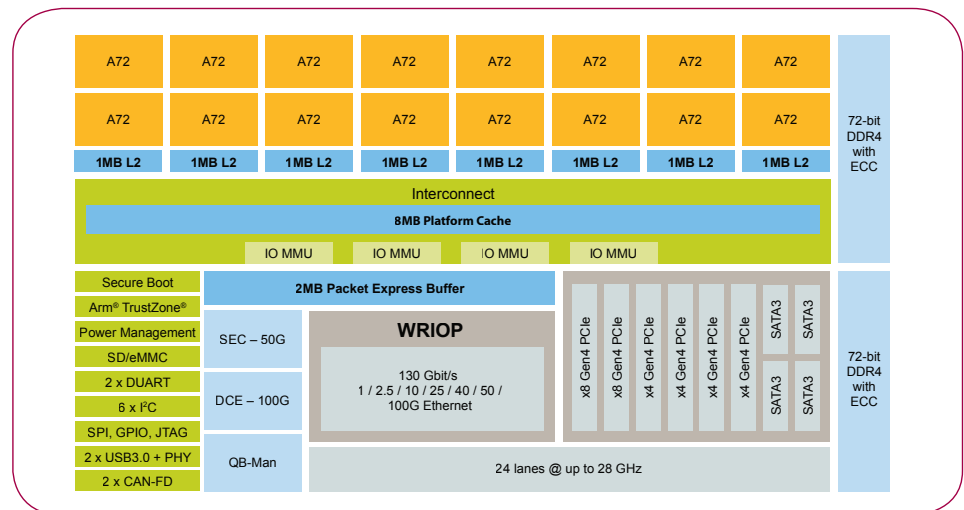 A72 A72 A72 A72 A72 A72 A72 A72
A72 A72 A72 A72 A72 A72 A72 A72
1MB L2 1MB L2 1MB L2 1MB L2 1MB L2 1MB L2 1MB L2 1MB L2
72-bit
DDR4
with
ECC
Interconnect
8MB Platform Cache
IO MMU IO MMU IO MMU IO MMU
Secure Boot
Arm® TrustZone®
Power Management
SD/eMMC
2 x DUART
6 x I²C
SPI, GPIO, JTAG
2 x USB3.0 + PHY
2 x CAN-FD
2MB Packet Express Buffer
SEC – 50G
DCE – 100G
QB-Man
WRIOP
130 Gbit/s
1 / 2.5 / 10 / 25 / 40 / 50 /
100G Ethernet
x8 Gen4 PCIe
x8 Gen4 PCIe
x4 Gen4 PCIe
x4 Gen4 PCIe
x4 Gen4 PCIe
x4 Gen4 PCIe
SATA3
SATA3
SATA3
SATA3
24 lanes @ up to 28 GHz
72-bit
DDR4
with
ECC